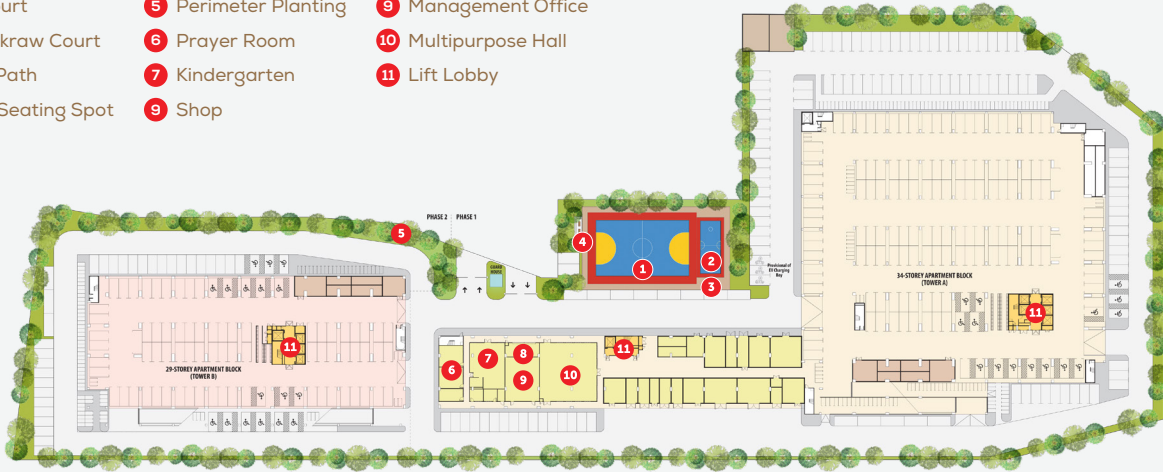 urt
kraw Court
Path
Seating Spot
5 Perimeter Planting
6 Prayer Room
7 Kindergarten
9 Shop
9 Management Office
10 Multipurpose Hall
11 Lift Lobby
PHASE 2
PHASE 1
5
GUARD HOUSE
4
1
2
3
Provisional of
EV Charging
Bay
34-STOREY APARTMENT BLOCK
(TOWER A)
11
11
29-STOREY APARTMENT BLOCK
(TOWER B)
6
7
8
9
10
11